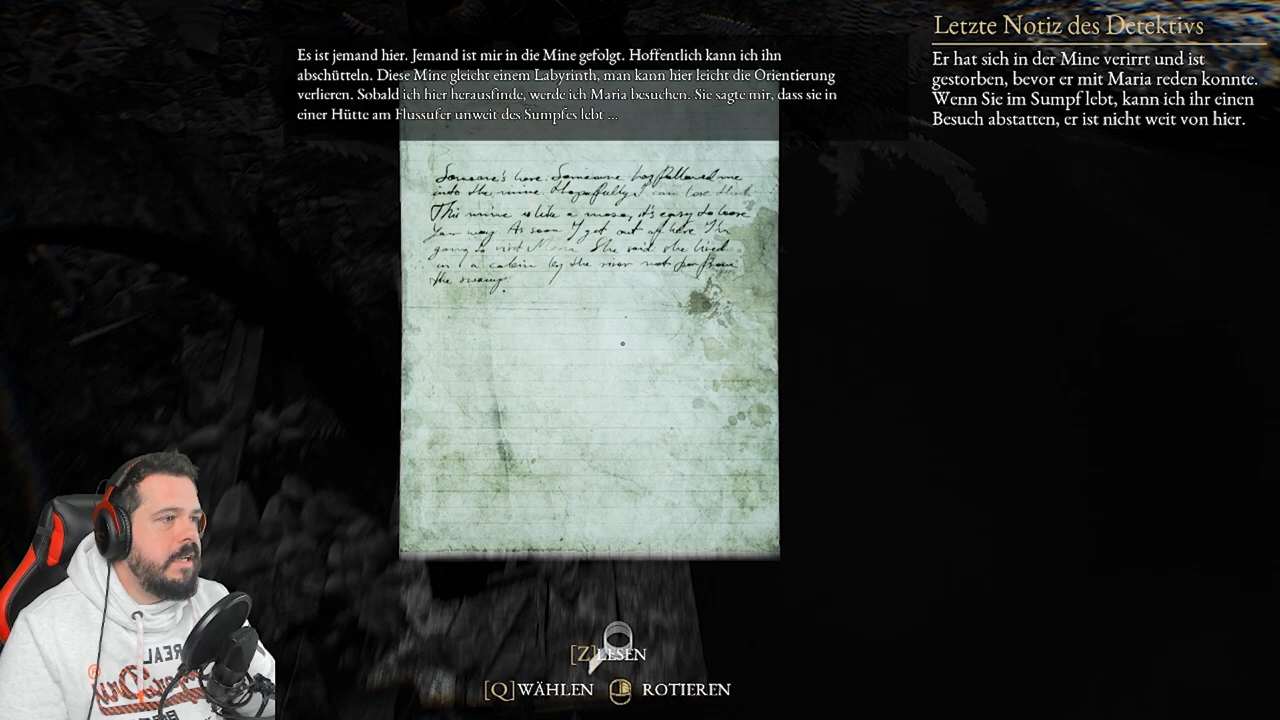 Letzte Notiz des Detektivs
Er hat sich in der Mine verirrt und ist
gestorben, bevor er mit Maria reden konnte.
Wenn Sie im Sumpf lebt, kann ich ihr einen
Besuch abstatten, er ist nicht weit von hier.
Es ist jemand hier. Jemand ist mir in die Mine gefolgt. Hoffentlich kann ich ihn
abschütteln. Diese Mine gleicht einem Labyrinth, man kann hier leicht die Orientierung
verlieren. Sobald ich hier herausfinde, werde ich Maria besuchen. Sie sagte mir, dass sie in
einer Hütte am Flussufer unweit des Sumpfes lebt ...
Someone's here. Someone has followed me
into the mine. Hopefully I can lose them.
This mine is like a maze, it's easy to loose
your way. As soon I get out of here I'm
going to visit Maria. She said she lived
in a cabin by the river not far from
the swamp.
[Z]LESEN
[Q]WÄHLEN ROTIEREN
REAL